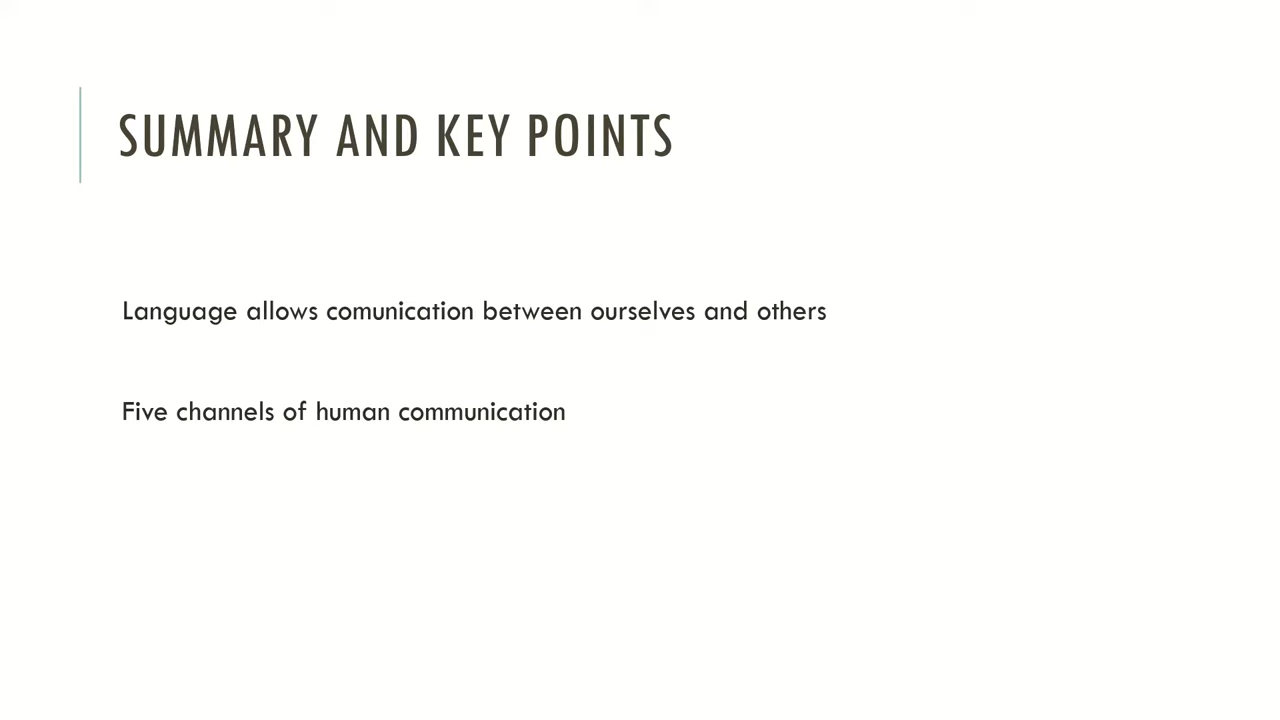 SUMMARY AND KEY POINTS
Language allows comunication between ourselves and others
Five channels of human communication